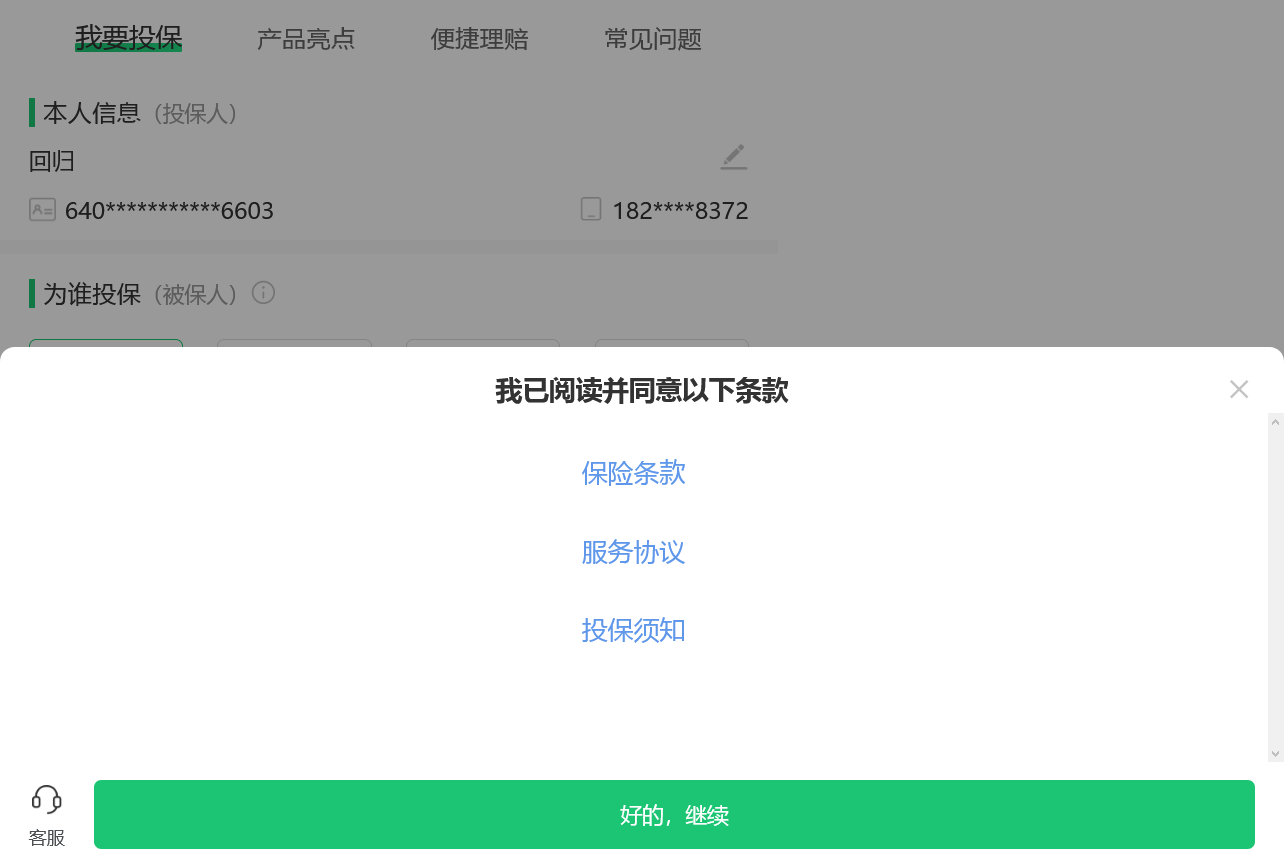 我要投保 产品亮点 便捷理赔 常见问题
本人信息（投保人）
回归
640***********6603 182****8372
为谁投保（被保人）
我已阅读并同意以下条款
保险条款
服务协议
投保须知
好的，继续
客服